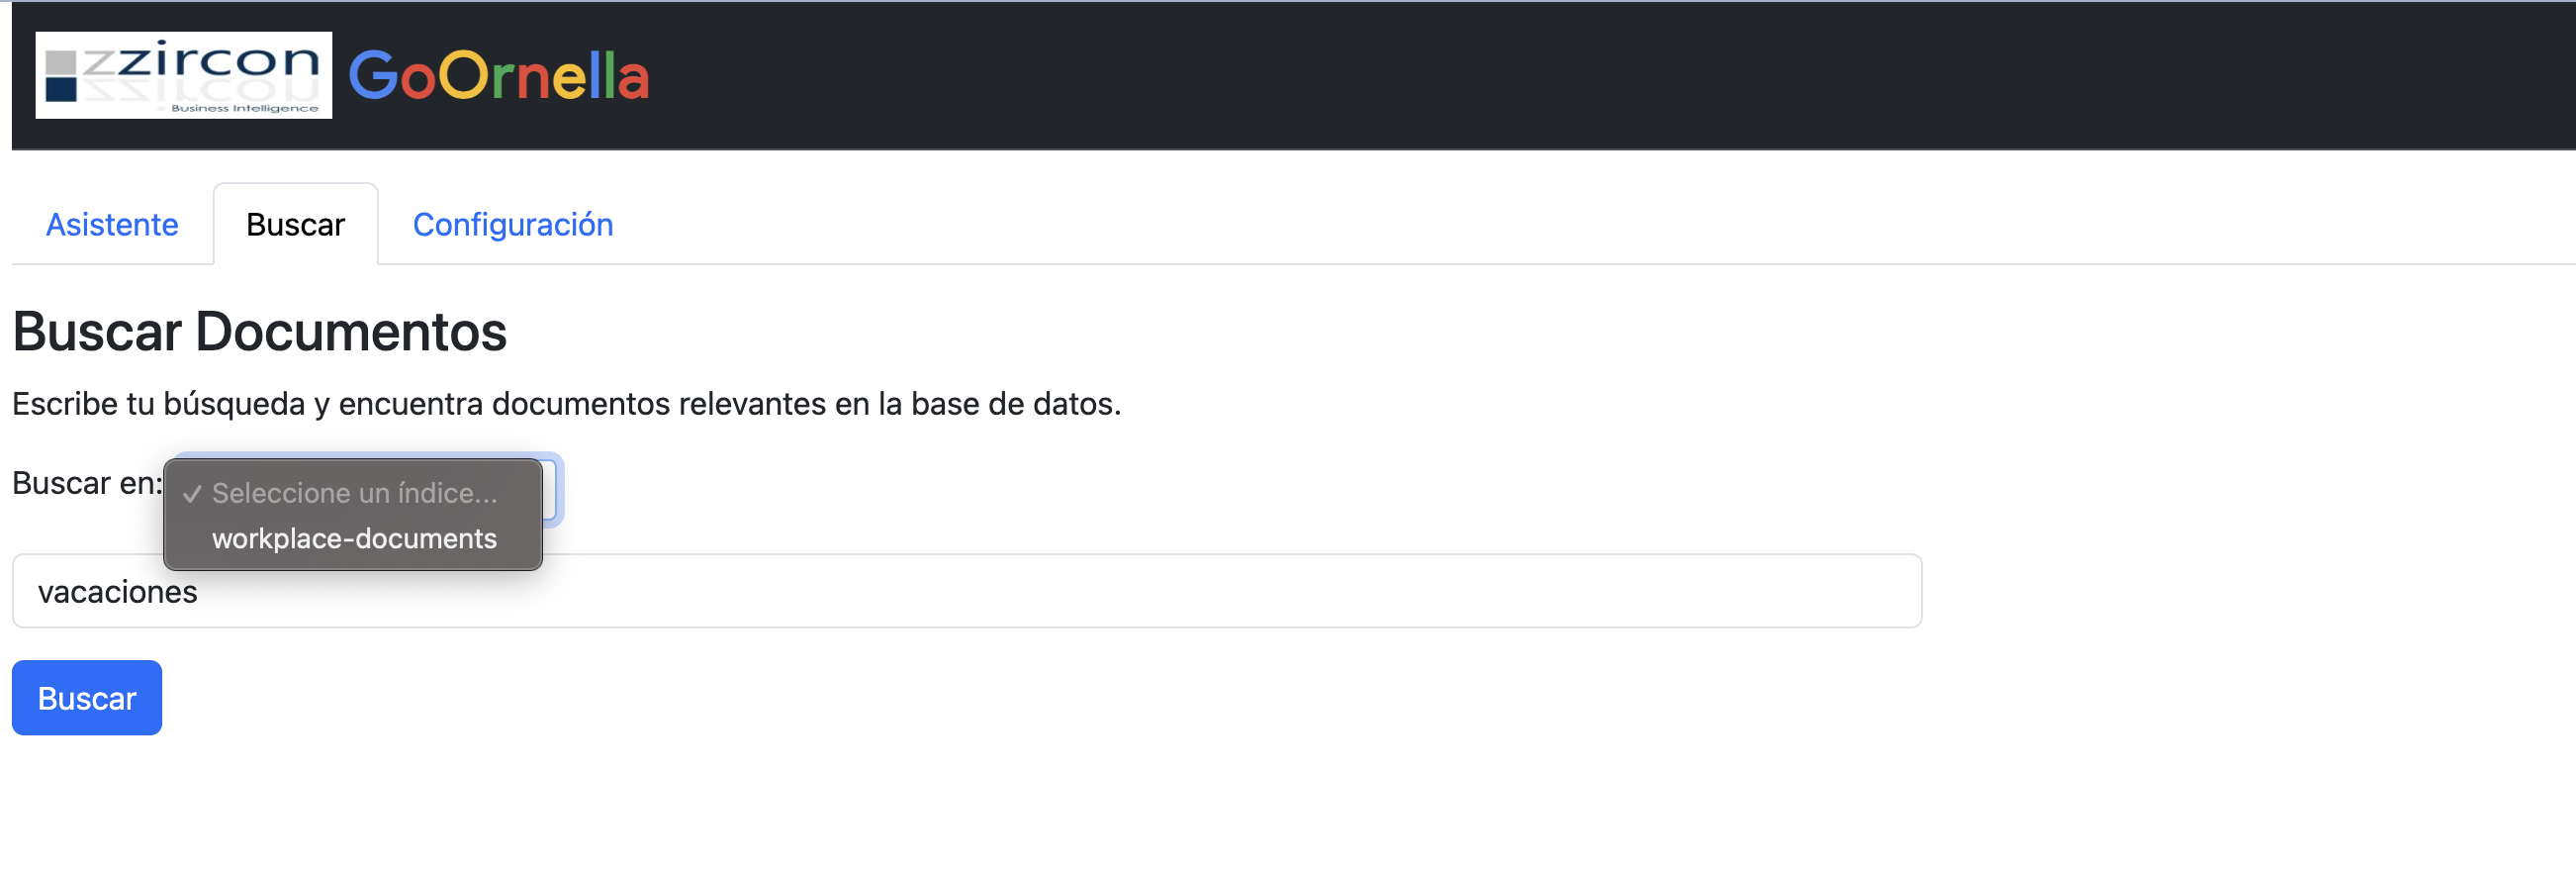 zzircon
Business Intelligence
GoOrnella
Asistente
Buscar
Configuración
Buscar Documentos
Escribe tu búsqueda y encuentra documentos relevantes en la base de datos.
Buscar en:
✓ Seleccione un índice...
workplace-documents
vacaciones
Buscar